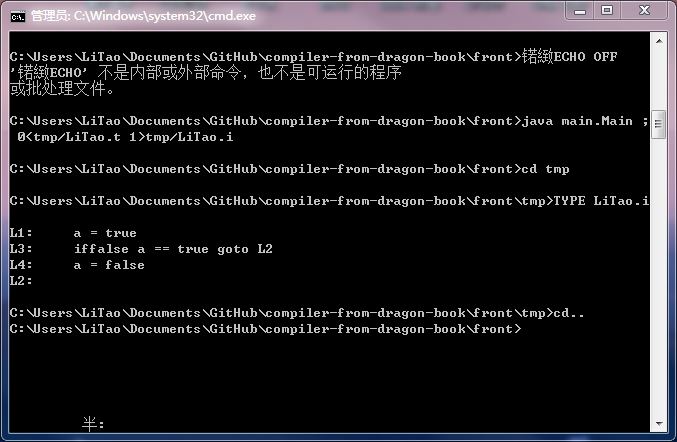 管理员: C:\Windows\system32\cmd.exe
C:\Users\LiTao\Documents\GitHub\compiler-from-dragon-book\front>锘緻ECHO OFF
'锘緻ECHO' 不是内部或外部命令，也不是可运行的程序
或批处理文件。
C:\Users\LiTao\Documents\GitHub\compiler-from-dragon-book\front>java main.Main ;
0<tmp/LiTao.t 1>tmp/LiTao.i
C:\Users\LiTao\Documents\GitHub\compiler-from-dragon-book\front>cd tmp
C:\Users\LiTao\Documents\GitHub\compiler-from-dragon-book\front\tmp>TYPE LiTao.i
L1: a = true
L3: iffalse a == true goto L2
L4: a = false
L2:
C:\Users\LiTao\Documents\GitHub\compiler-from-dragon-book\front\tmp>cd..
C:\Users\LiTao\Documents\GitHub\compiler-from-dragon-book\front>
半: